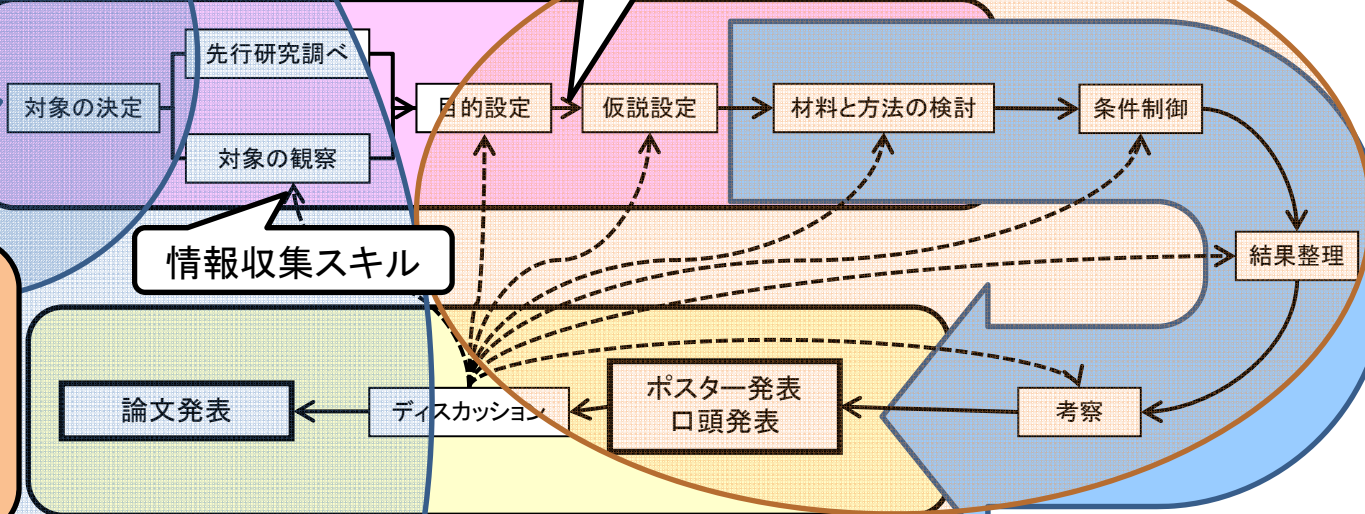 先行研究調べ
対象の決定
目的設定
仮説設定
材料と方法の検討
条件制御
対象の観察
情報収集スキル
結果整理
ポスター発表
口頭発表
論文発表
ディスカッション
考察